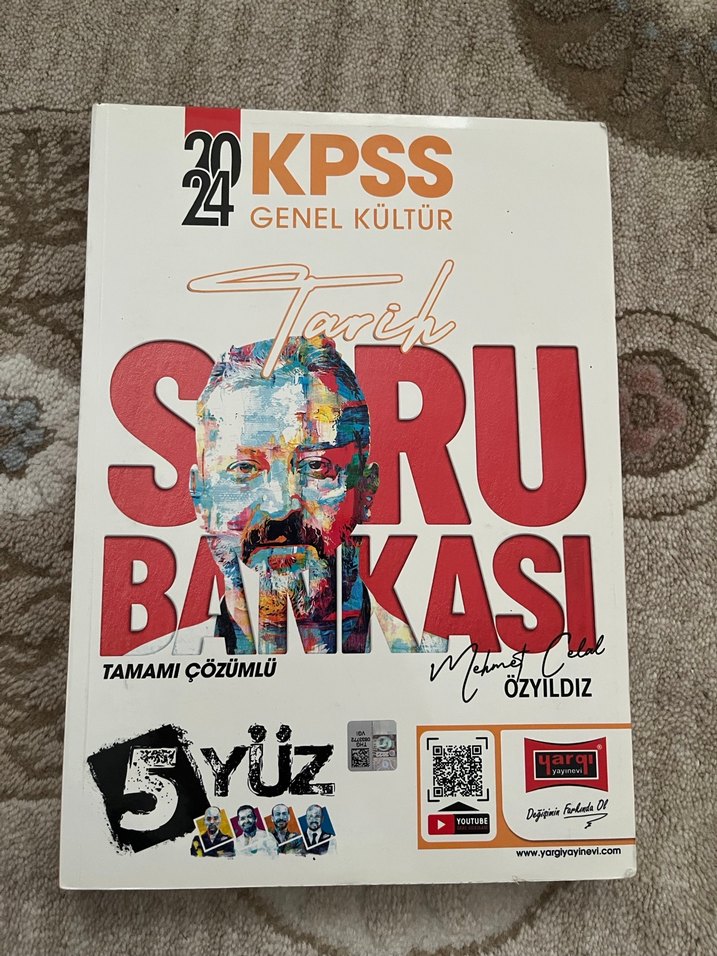 2024 KPSS
GENEL KÜLTÜR
Tarih
SORU
BANKASI
TAMAMI ÇÖZÜMLÜ
Mehmet Celal
ÖZYILDIZ
5 YÜZ
THG
YOUTUBE
yargı
yayınevi
Değişimin Farkında Ol
www.yargiyayinevi.com